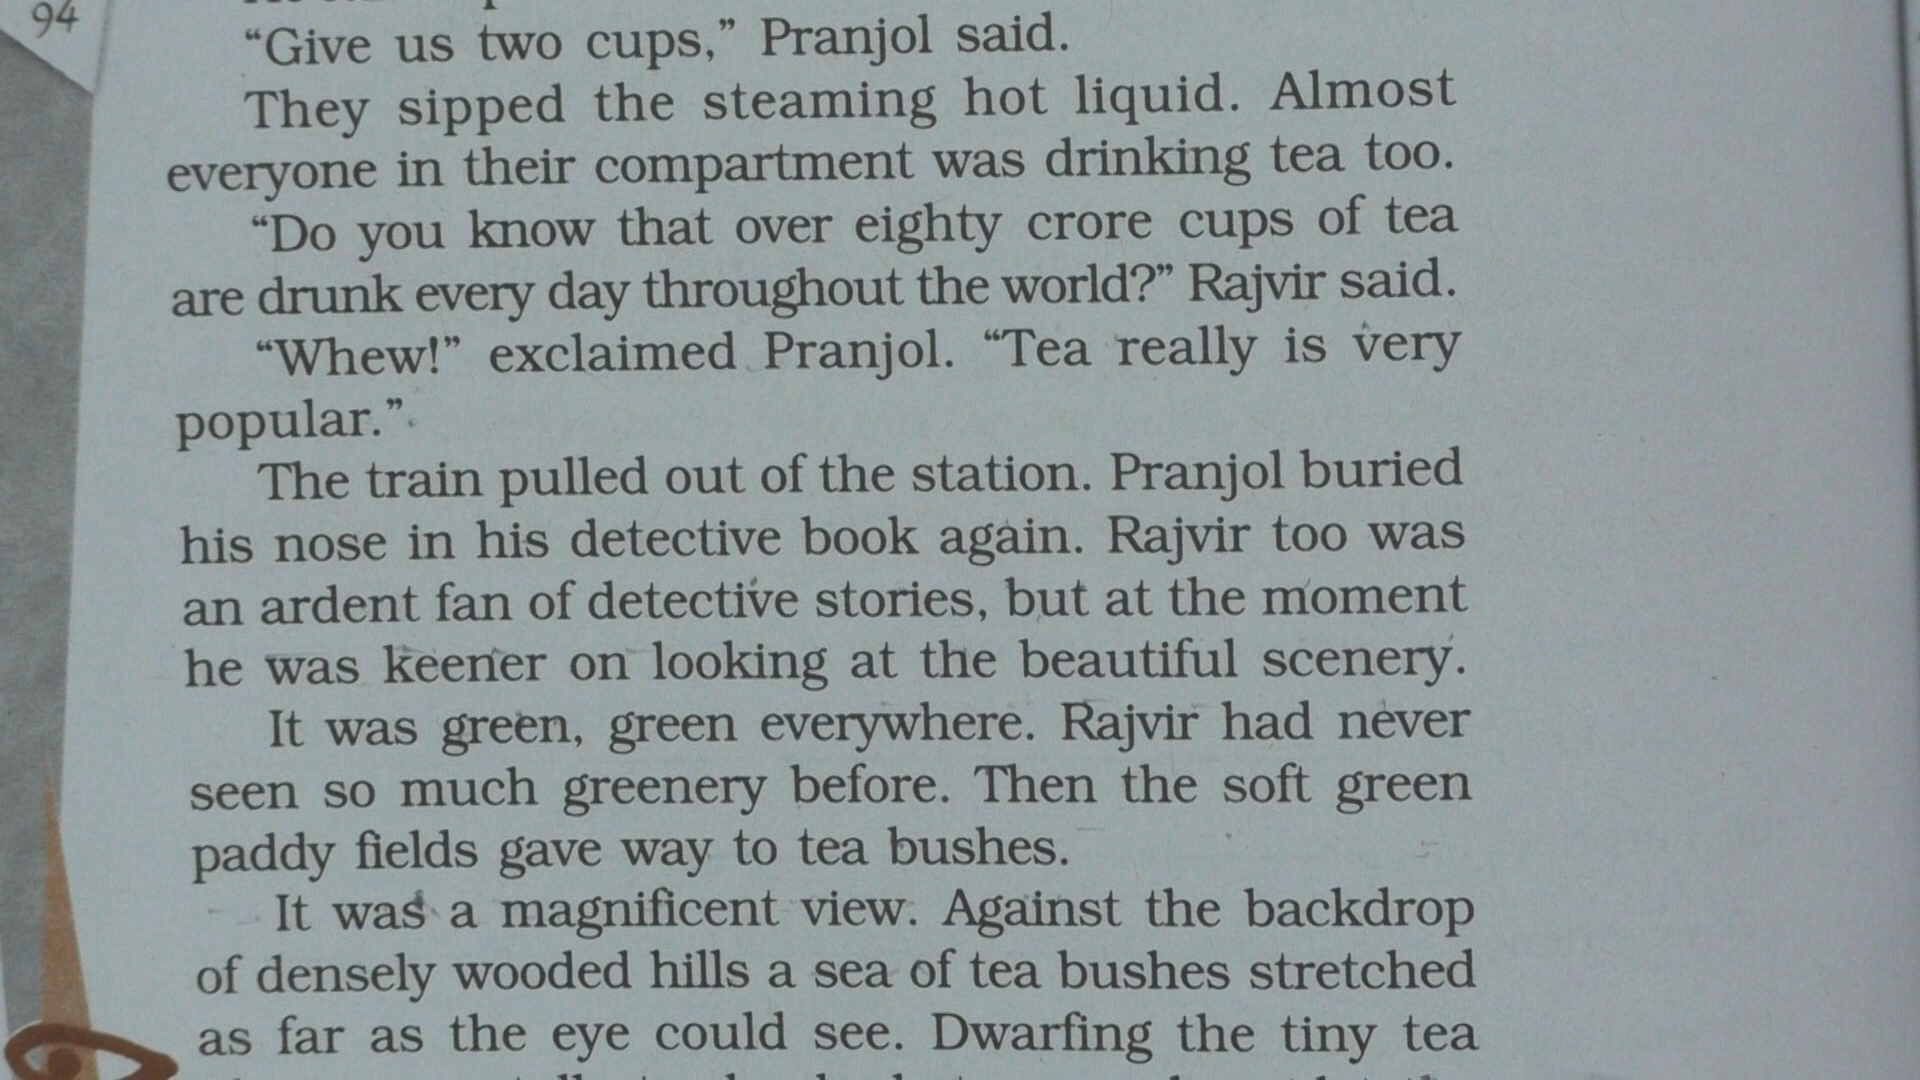 94
“Give us two cups,” Pranjol said.
They sipped the steaming hot liquid. Almost
everyone in their compartment was drinking tea too.
“Do you know that over eighty crore cups of tea
are drunk every day throughout the world?” Rajvir said.
“Whew!” exclaimed Pranjol. “Tea really is very
popular.”
The train pulled out of the station. Pranjol buried
his nose in his detective book again. Rajvir too was
an ardent fan of detective stories, but at the moment
he was keener on looking at the beautiful scenery.
It was green, green everywhere. Rajvir had never
seen so much greenery before. Then the soft green
paddy fields gave way to tea bushes.
It was a magnificent view. Against the backdrop
of densely wooded hills a sea of tea bushes stretched
as far as the eye could see. Dwarfing the tiny tea